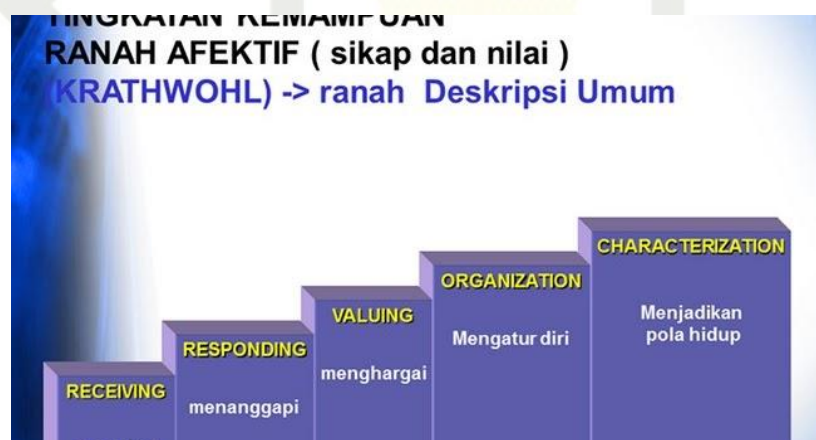 TINGKATAN KEMAMPUAN
RANAH AFEKTIF ( sikap dan nilai )
(KRATHWOHL) -> ranah Deskripsi Umum
RECEIVING
RESPONDING
menanggapi
VALUING
menghargai
ORGANIZATION
Mengatur diri
CHARACTERIZATION
Menjadikan
pola hidup